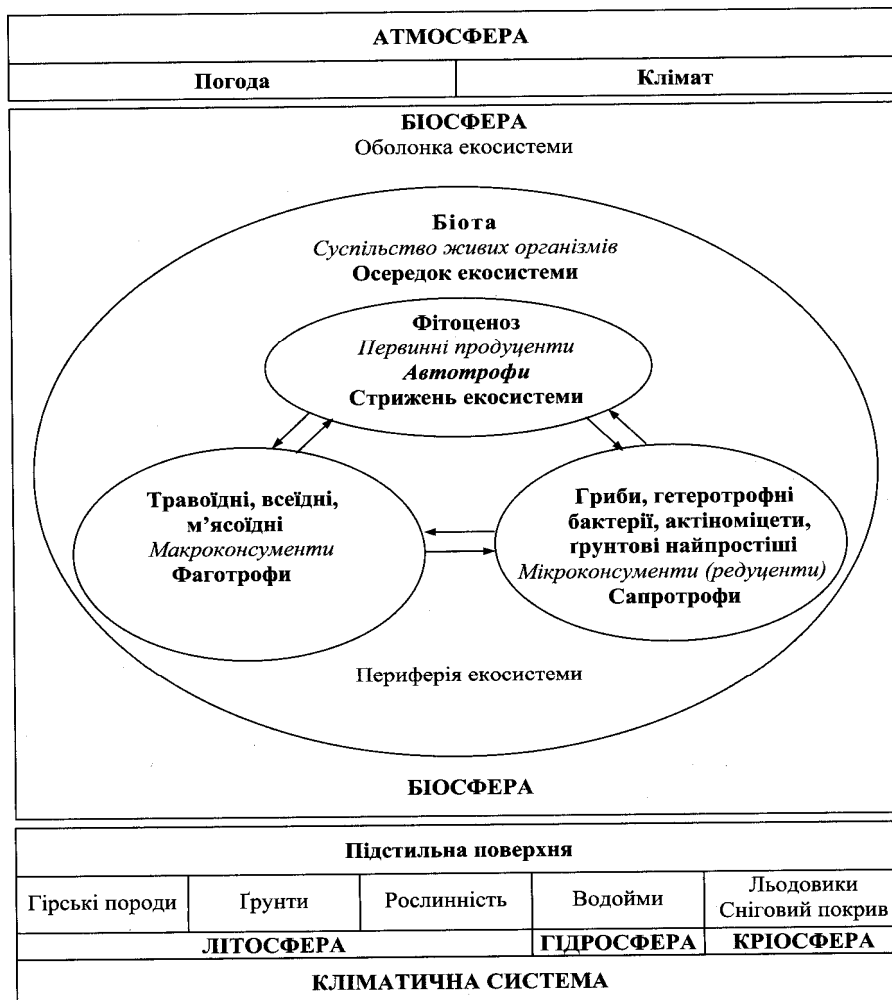 АТМОСФЕРА
Погода
Клімат
БІОСФЕРА
Оболонка екосистеми
Біота
Суспільство живих організмів
Осередок екосистеми
Фітоценоз
Первинні продуценти
Автотрофи
Стрижень екосистеми
Травоїдні, всеїдні,
м’ясоїдні
Макроконсументи
Фаготрофи
Гриби, гетеротрофні
бактерії, актіноміцети,
ґрунтові найпростіші
Мікроконсументи (редуценти)
Сапротрофи
Периферія екосистеми
БІОСФЕРА
Підстильна поверхня
Гірські породи
Ґрунти
Рослинність
Водойми
Льодовики
Сніговий покрив
ЛІТОСФЕРА
ГІДРОСФЕРА
КРІОСФЕРА
КЛІМАТИЧНА СИСТЕМА